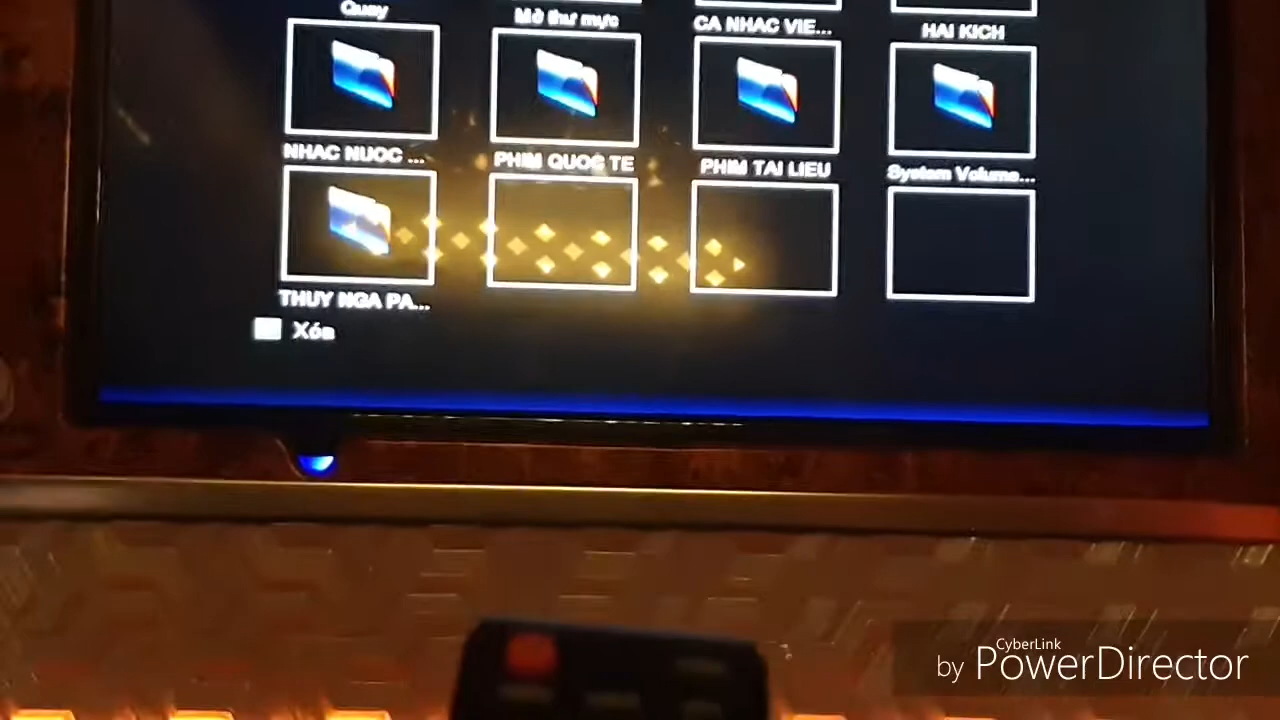 Quay
Mở thư mực
CA NHAC VIE...
HAI KICH
NHAC NUOC ...
PHIM QUOC TE
PHIM TAI LIEU
System Volume...
THUY NGA PA...
Xóa
CyberLink
by PowerDirector